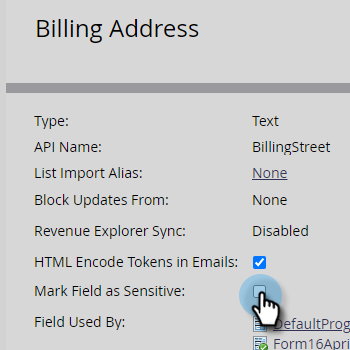 Billing Address
Type: Text
API Name: BillingStreet
List Import Alias: None
Block Updates From: None
Revenue Explorer Sync: Disabled
HTML Encode Tokens in Emails:
Mark Field as Sensitive:
Field Used By: DefaultProg
Form16Apri